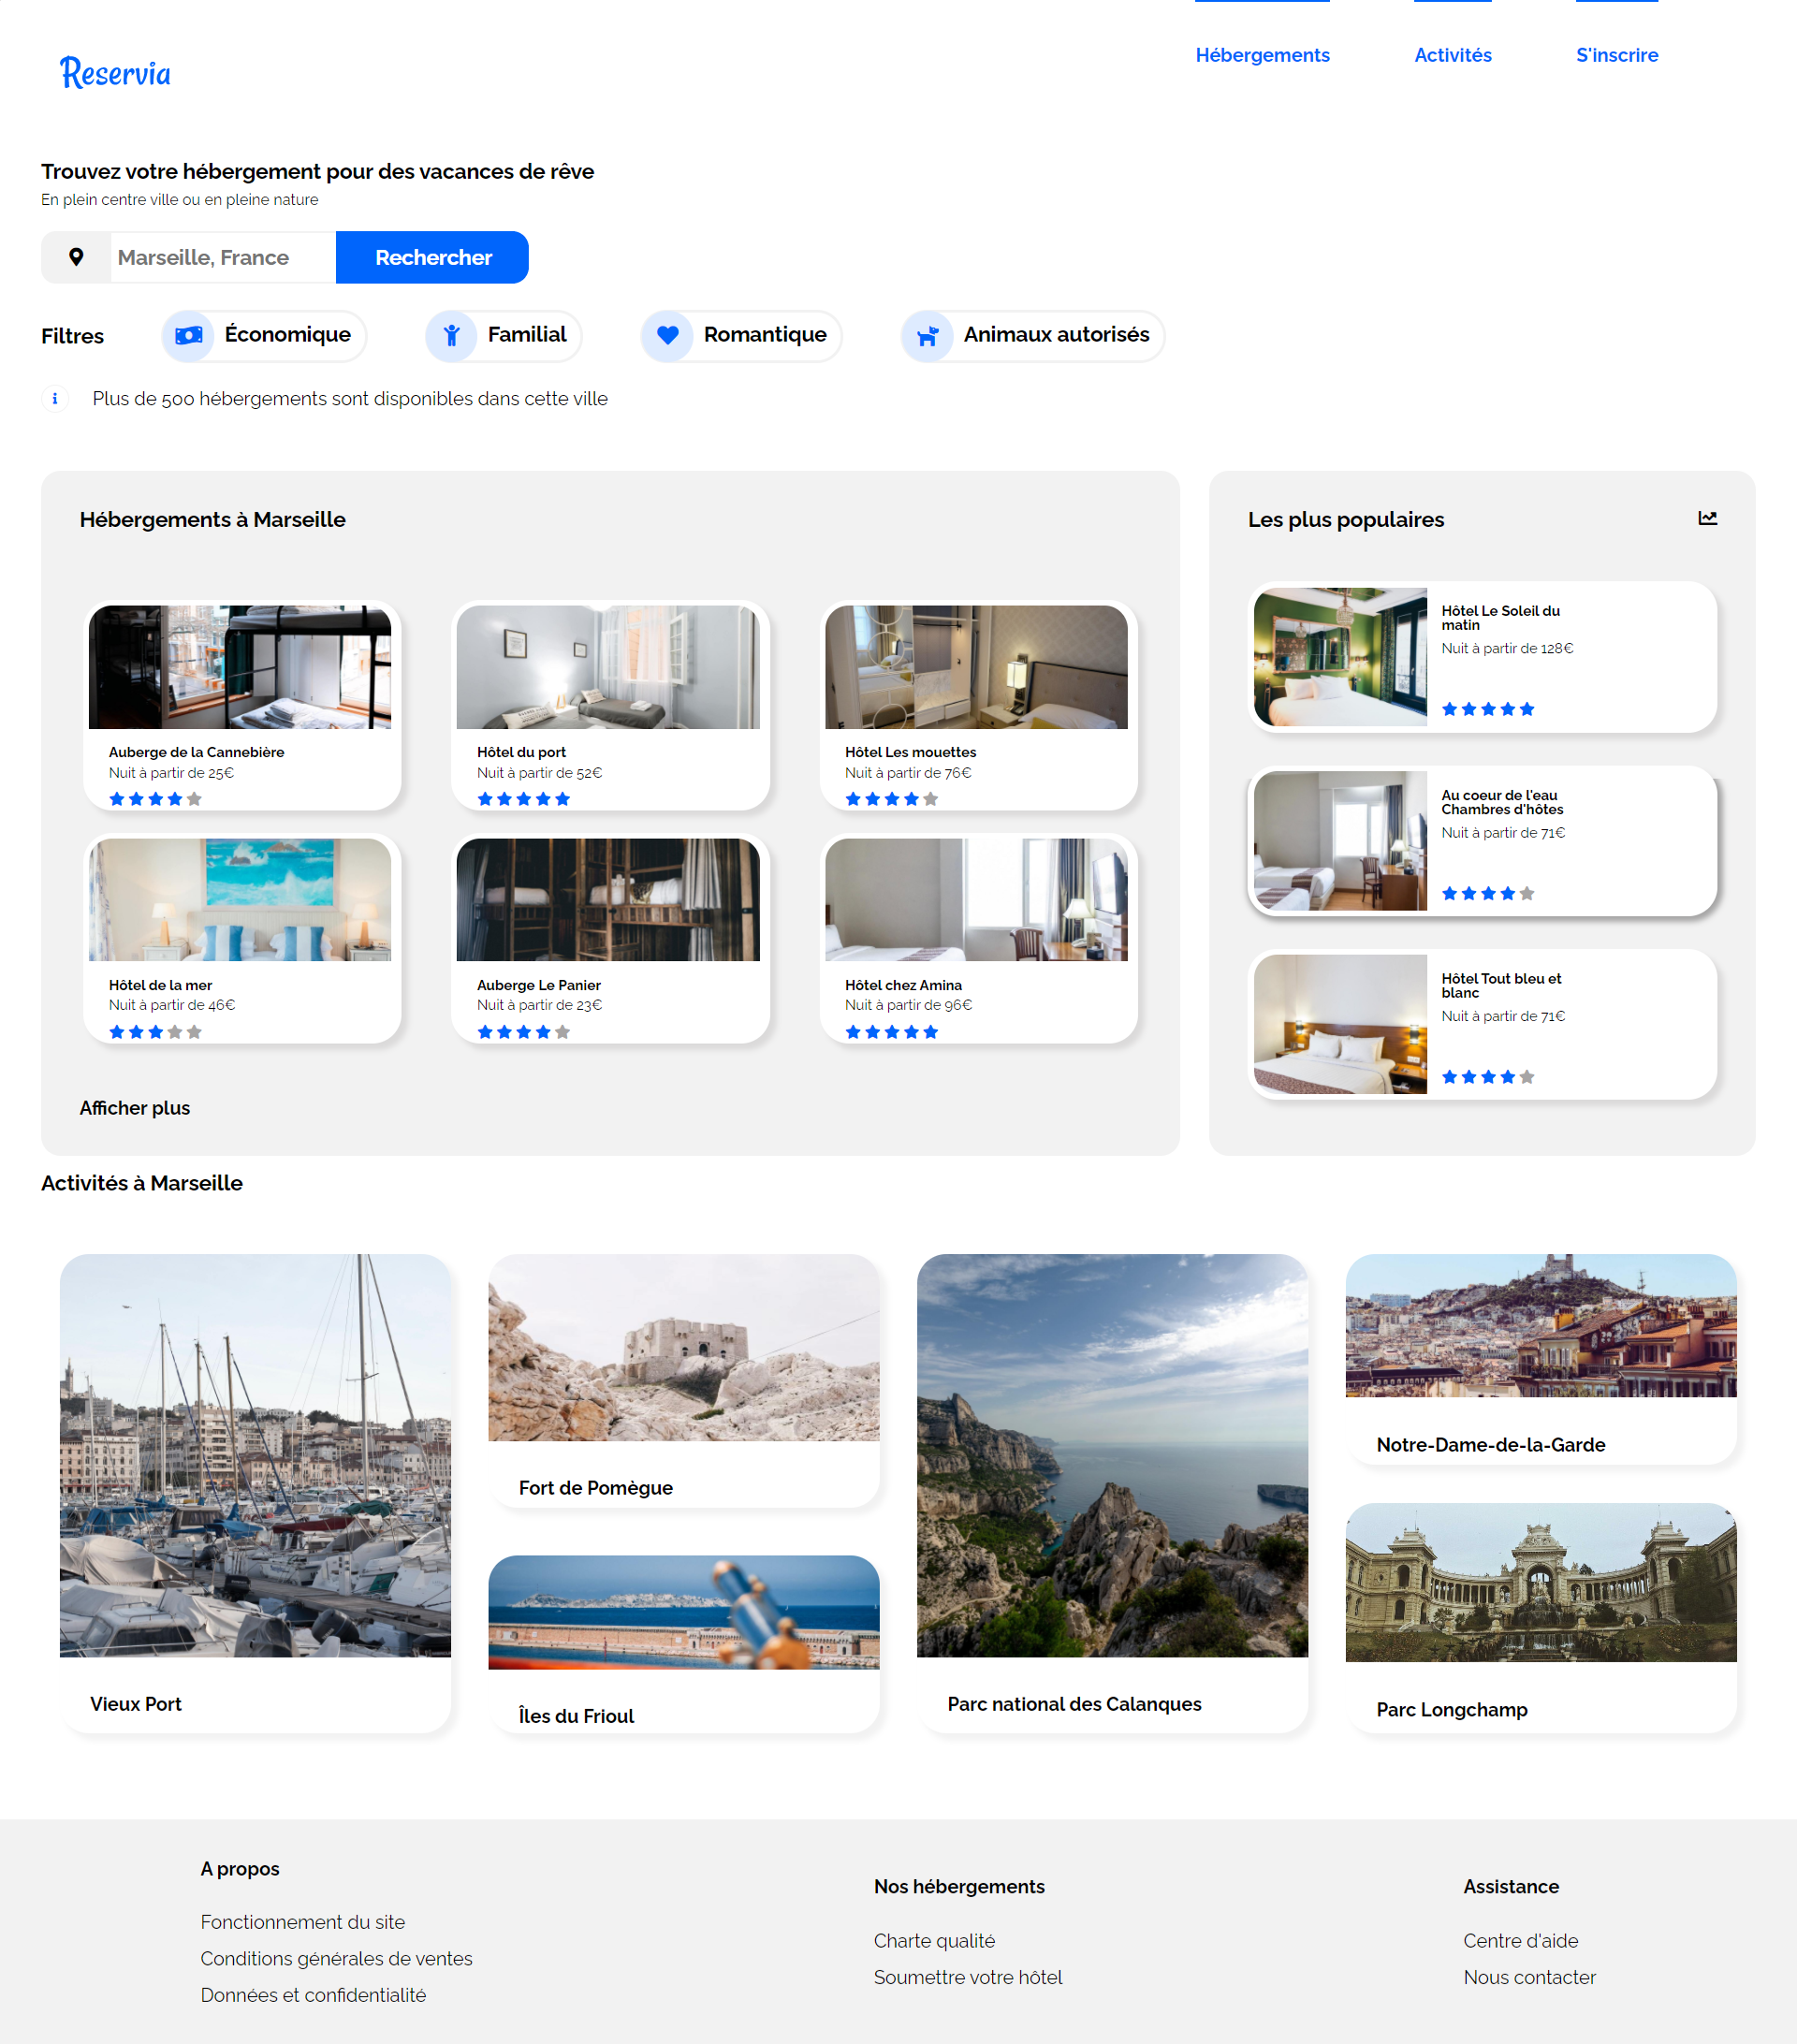 Reservia
Hébergements
Activités
S'inscrire
Trouvez votre hébergement pour des vacances de rêve
En plein centre ville ou en pleine nature
Marseille, France
Rechercher
Filtres
Économique
Familial
Romantique
Animaux autorisés
Plus de 500 hébergements sont disponibles dans cette ville
Hébergements à Marseille
Auberge de la Cannebière
Nuit à partir de 25€
Hôtel du port
Nuit à partir de 52€
Hôtel Les mouettes
Nuit à partir de 76€
Hôtel de la mer
Nuit à partir de 46€
Auberge Le Panier
Nuit à partir de 23€
Hôtel chez Amina
Nuit à partir de 96€
Afficher plus
Les plus populaires
Hôtel Le Soleil du
matin
Nuit à partir de 128€
Au coeur de l'eau
Chambres d'hôtes
Nuit à partir de 71€
Hôtel Tout bleu et
blanc
Nuit à partir de 71€
Activités à Marseille
Vieux Port
Fort de Pomègue
Îles du Frioul
Parc national des Calanques
Notre-Dame-de-la-Garde
Parc Longchamp
A propos
Fonctionnement du site
Conditions générales de ventes
Données et confidentialité
Nos hébergements
Charte qualité
Soumettre votre hôtel
Assistance
Centre d'aide
Nous contacter